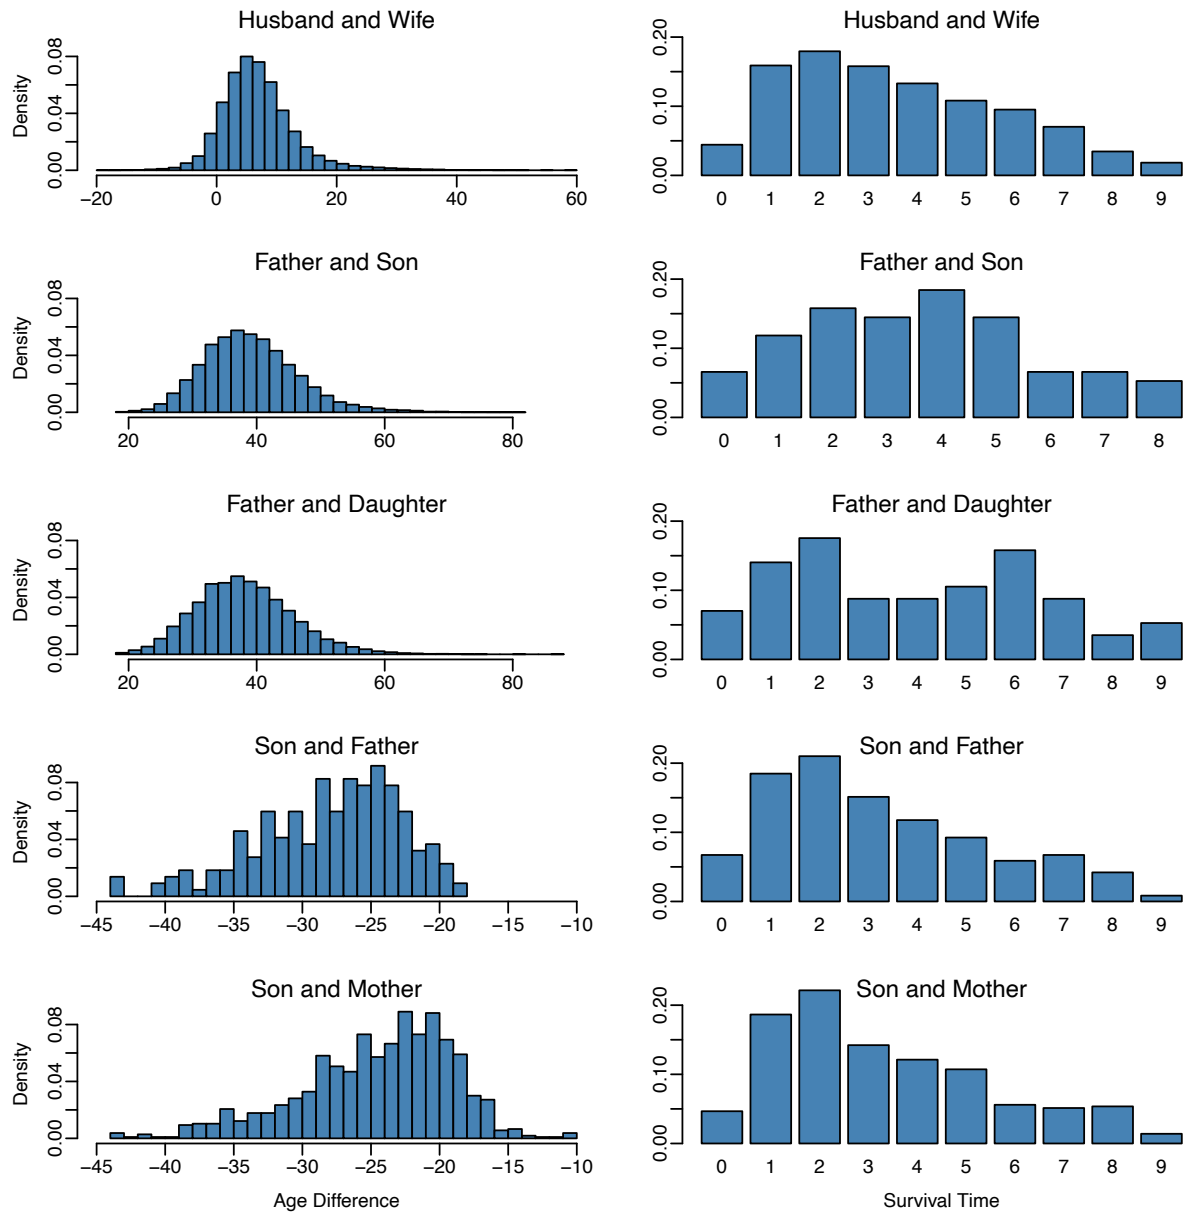 Husband and Wife
Density
0.00 0.04 0.08
−20 0 20 40 60
Husband and Wife
0.00 0.10 0.20
0 1 2 3 4 5 6 7 8 9
Father and Son
Density
0.00 0.04 0.08
20 40 60 80
Father and Son
0.00 0.10 0.20
0 1 2 3 4 5 6 7 8
Father and Daughter
Density
0.00 0.04 0.08
20 40 60 80
Father and Daughter
0.00 0.10 0.20
0 1 2 3 4 5 6 7 8 9
Son and Father
Density
0.00 0.04 0.08
−45 −40 −35 −30 −25 −20 −15 −10
Son and Father
0.00 0.10 0.20
0 1 2 3 4 5 6 7 8 9
Son and Mother
Density
0.00 0.04 0.08
−45 −40 −35 −30 −25 −20 −15 −10
Age Difference
Son and Mother
0.00 0.10 0.20
0 1 2 3 4 5 6 7 8 9
Survival Time